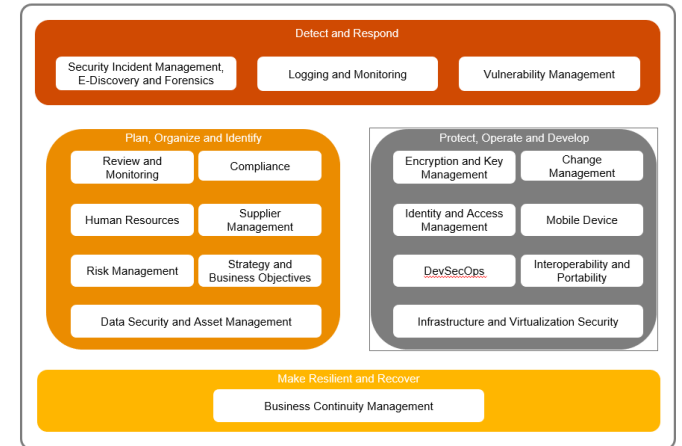 Detect and Respond
Security Incident Management,
E-Discovery and Forensics
Logging and Monitoring
Vulnerability Management
Plan, Organize and Identify
Review and
Monitoring
Compliance
Human Resources
Supplier
Management
Risk Management
Strategy and
Business Objectives
Data Security and Asset Management
Protect, Operate and Develop
Encryption and Key
Management
Change
Management
Identity and Access
Management
Mobile Device
DevSecOps
Interoperability and
Portability
Infrastructure and Virtualization Security
Make Resilient and Recover
Business Continuity Management